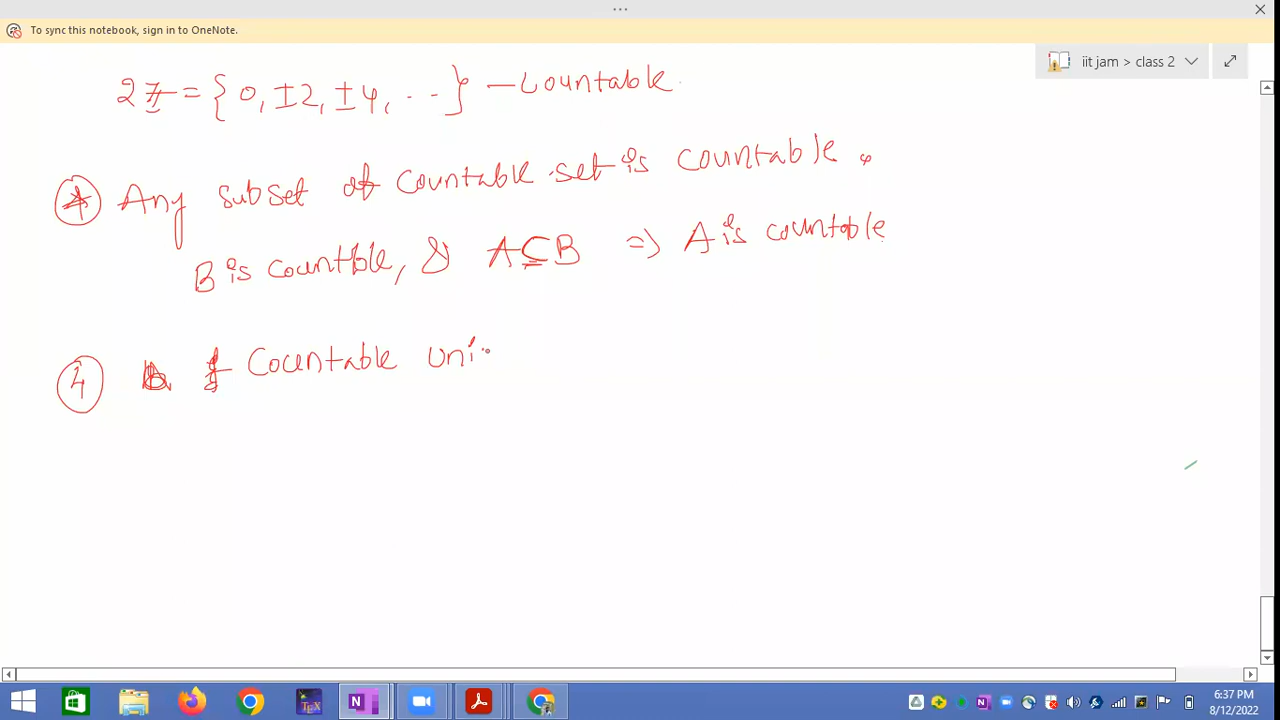 To sync this notebook, sign in to OneNote.
iit jam > class 2
2ℤ = {0, ±2, ±4, ...} — Countable
* Any subset of countable set is countable.
B is countble, & A ⊆ B ⇒ A is countable
4 Countable uni
6:37 PM
8/12/2022